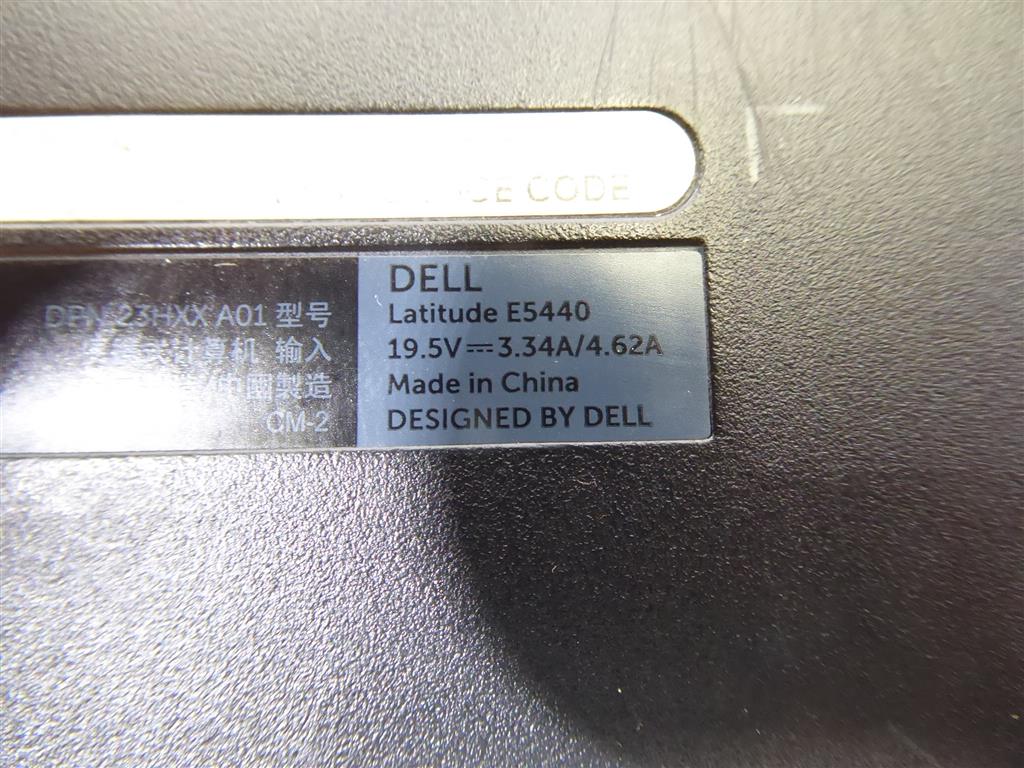 CE CODE
DELL
DPN 23HXX A01 型号 Latitude E5440
计算机 输入 19.5V⎓3.34A/4.62A
中國製造 Made in China
CM-2 DESIGNED BY DELL